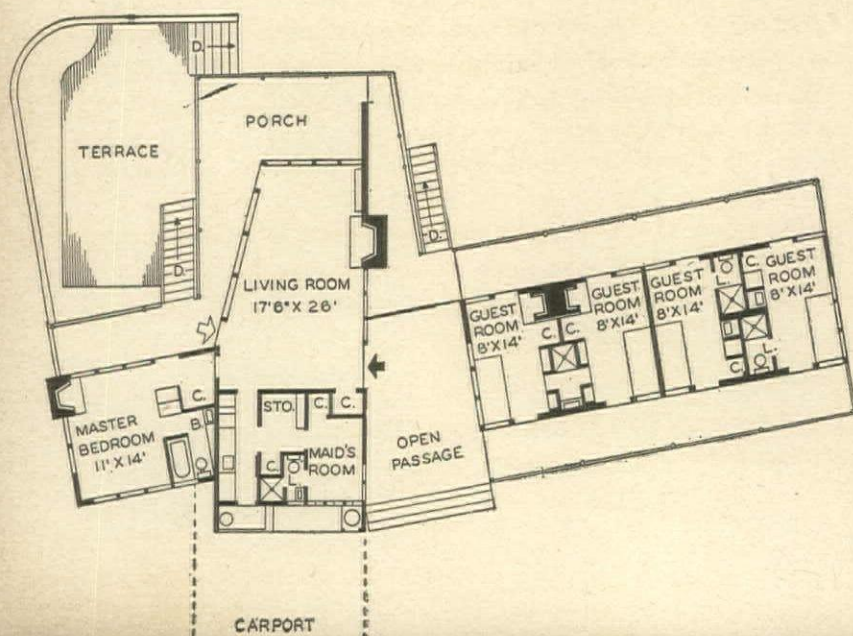 D.
PORCH
TERRACE
D.
D.
LIVING ROOM
17'6" X 26'
GUEST
ROOM
8'X14'
C.
C.
GUEST
ROOM
8'X14'
GUEST
ROOM
8'X14'
L.
C.
GUEST
ROOM
8'X14'
L.
C.
MASTER
BEDROOM
11' X 14'
C.
B.
STO.
C.
C.
MAID'S
ROOM
C.
L.
OPEN
PASSAGE
CARPORT